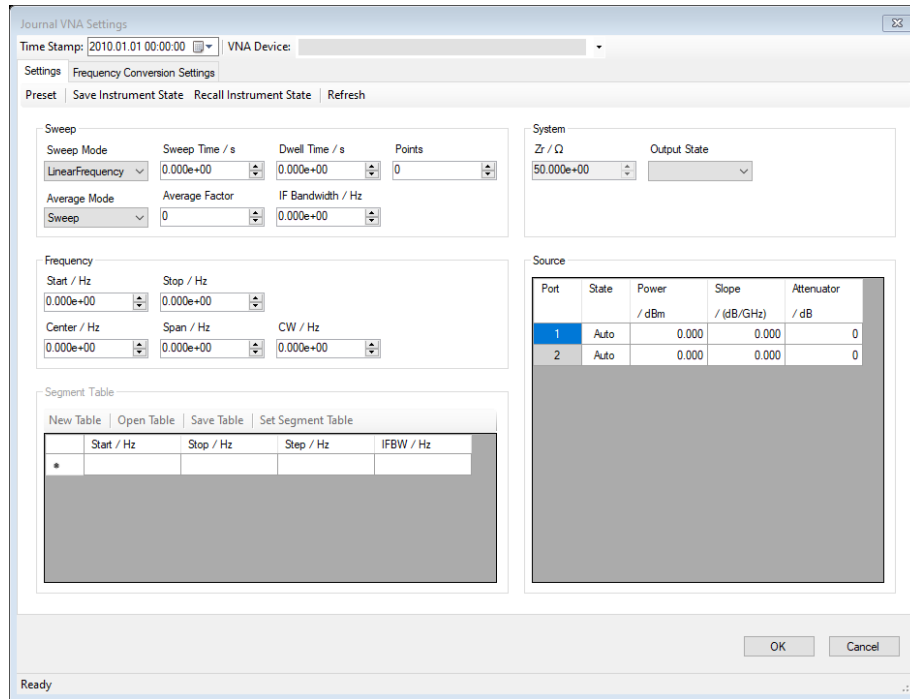 Journal VNA Settings
Time Stamp: 2010.01.01 00:00:00 VNA Device:
Settings Frequency Conversion Settings
Preset Save Instrument State Recall Instrument State Refresh
Sweep
Sweep Mode Sweep Time / s Dwell Time / s Points
LinearFrequency 0.000e+00 0.000e+00 0
Average Mode Average Factor IF Bandwidth / Hz
Sweep 0 0.000e+00
System
Zr / Ω Output State
50.000e+00
Frequency
Start / Hz Stop / Hz
0.000e+00 0.000e+00
Center / Hz Span / Hz CW / Hz
0.000e+00 0.000e+00 0.000e+00
Source
Port State Power Slope Attenuator
/ dBm / (dB/GHz) / dB
1 Auto 0.000 0.000 0
2 Auto 0.000 0.000 0
Segment Table
New Table Open Table Save Table Set Segment Table
Start / Hz Stop / Hz Step / Hz IFBW / Hz
*
OK Cancel
Ready